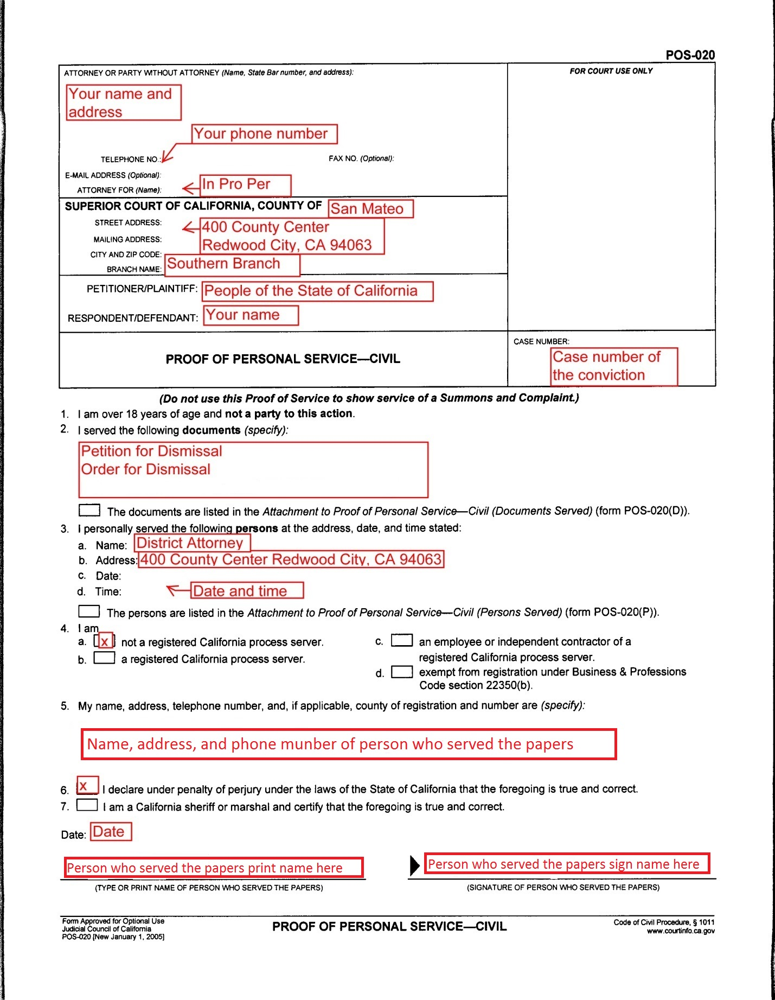 POS-020
ATTORNEY OR PARTY WITHOUT ATTORNEY (Name, State Bar number, and address):
FOR COURT USE ONLY
Your name and
address
Your phone number
TELEPHONE NO.:
FAX NO. (Optional):
E-MAIL ADDRESS (Optional):
ATTORNEY FOR (Name):
In Pro Per
SUPERIOR COURT OF CALIFORNIA, COUNTY OF
San Mateo
STREET ADDRESS:
400 County Center
MAILING ADDRESS:
Redwood City, CA 94063
CITY AND ZIP CODE:
BRANCH NAME:
Southern Branch
PETITIONER/PLAINTIFF:
People of the State of California
RESPONDENT/DEFENDANT:
Your name
PROOF OF PERSONAL SERVICE—CIVIL
CASE NUMBER:
Case number of
the conviction
(Do not use this Proof of Service to show service of a Summons and Complaint.)
1. I am over 18 years of age and not a party to this action.
2. I served the following documents (specify):
Petition for Dismissal
Order for Dismissal
The documents are listed in the Attachment to Proof of Personal Service—Civil (Documents Served) (form POS-020(D)).
3. I personally served the following persons at the address, date, and time stated:
a. Name: District Attorney
b. Address: 400 County Center Redwood City, CA 94063
c. Date:
d. Time:
Date and time
The persons are listed in the Attachment to Proof of Personal Service—Civil (Persons Served) (form POS-020(P)).
4. I am
a. x not a registered California process server.
b. a registered California process server.
c. an employee or independent contractor of a
registered California process server.
d. exempt from registration under Business & Professions
Code section 22350(b).
5. My name, address, telephone number, and, if applicable, county of registration and number are (specify):
Name, address, and phone munber of person who served the papers
6. x I declare under penalty of perjury under the laws of the State of California that the foregoing is true and correct.
7. I am a California sheriff or marshal and certify that the foregoing is true and correct.
Date: Date
Person who served the papers print name here
Person who served the papers sign name here
(TYPE OR PRINT NAME OF PERSON WHO SERVED THE PAPERS)
(SIGNATURE OF PERSON WHO SERVED THE PAPERS)
Form Approved for Optional Use
Judicial Council of California
POS-020 [New January 1, 2005]
PROOF OF PERSONAL SERVICE—CIVIL
Code of Civil Procedure, § 1011
www.courtinfo.ca.gov